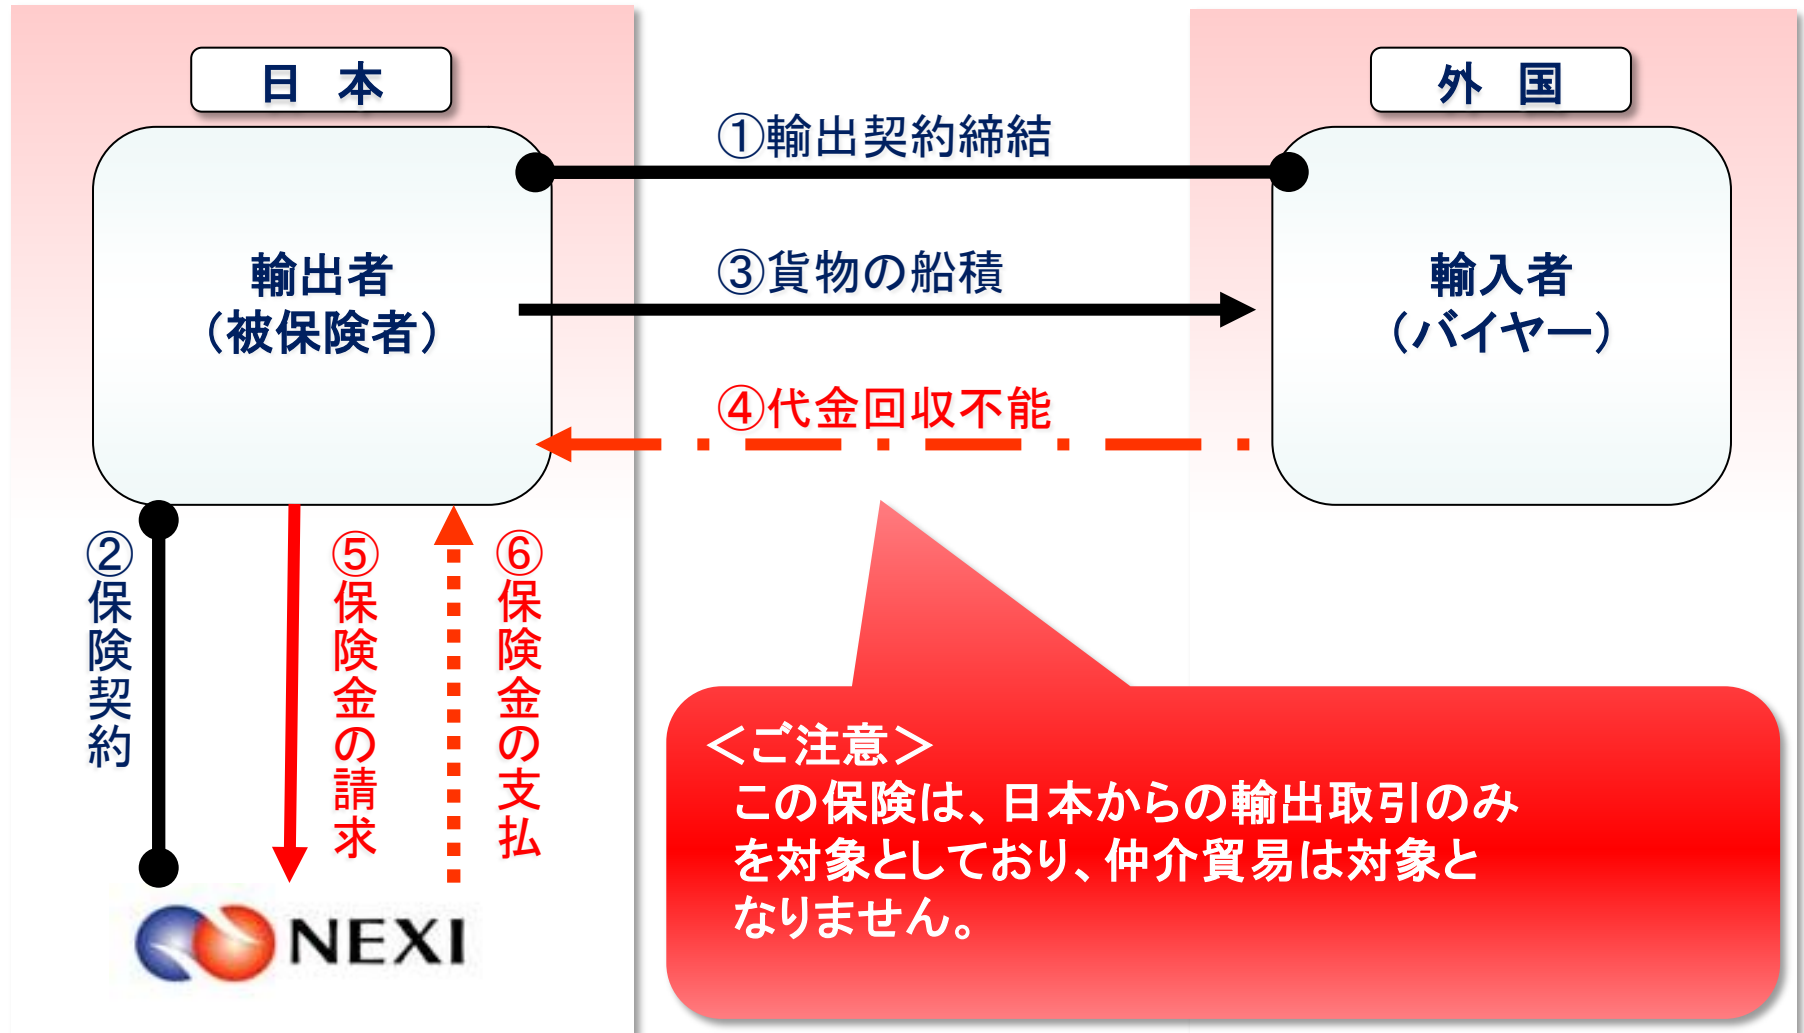 日　本
外　国
①輸出契約締結
輸出者
（被保険者）
③貨物の船積
輸入者
（バイヤー）
④代金回収不能
②保険契約
⑤保険金の請求
⑥保険金の支払
＜ご注意＞
この保険は、日本からの輸出取引のみ
を対象としており、仲介貿易は対象と
なりません。
NEXI